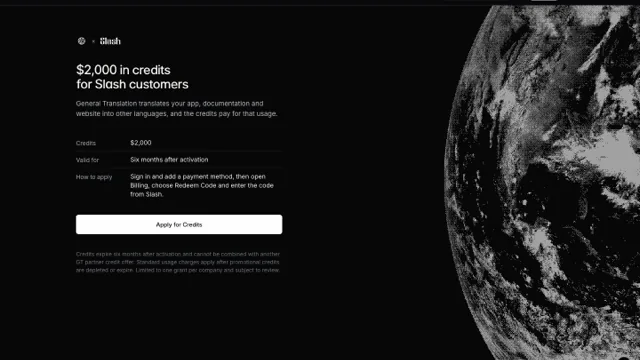 × Slash
$2,000 in credits
for Slash customers
General Translation translates your app, documentation and
website into other languages, and the credits pay for that usage.
Credits $2,000
Valid for Six months after activation
How to apply Sign in and add a payment method, then open
Billing, choose Redeem Code and enter the code
from Slash.
Apply for Credits
Credits expire six months after activation and cannot be combined with another
GT partner credit offer. Standard usage charges apply after promotional credits
are depleted or expire. Limited to one grant per company and subject to review.